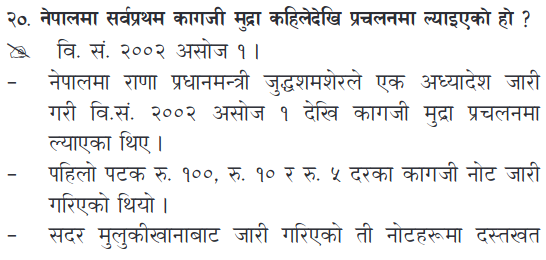 २०. नेपालमा सर्वप्रथम कागजी मुद्रा कहिलेदेखि प्रचलनमा ल्याइएको हो ?
वि. सं. २००२ असोज १ ।
- नेपालमा राणा प्रधानमन्त्री जुद्धशमशेरले एक अध्यादेश जारी
गरी वि.सं. २००२ असोज १ देखि कागजी मुद्रा प्रचलनमा
ल्याएका थिए ।
- पहिलो पटक रु. १००, रु. १० र रु. ५ दरका कागजी नोट जारी
गरिएको थियो ।
- सदर मुलुकीखानाबाट जारी गरिएको ती नोटहरूमा दस्तखत